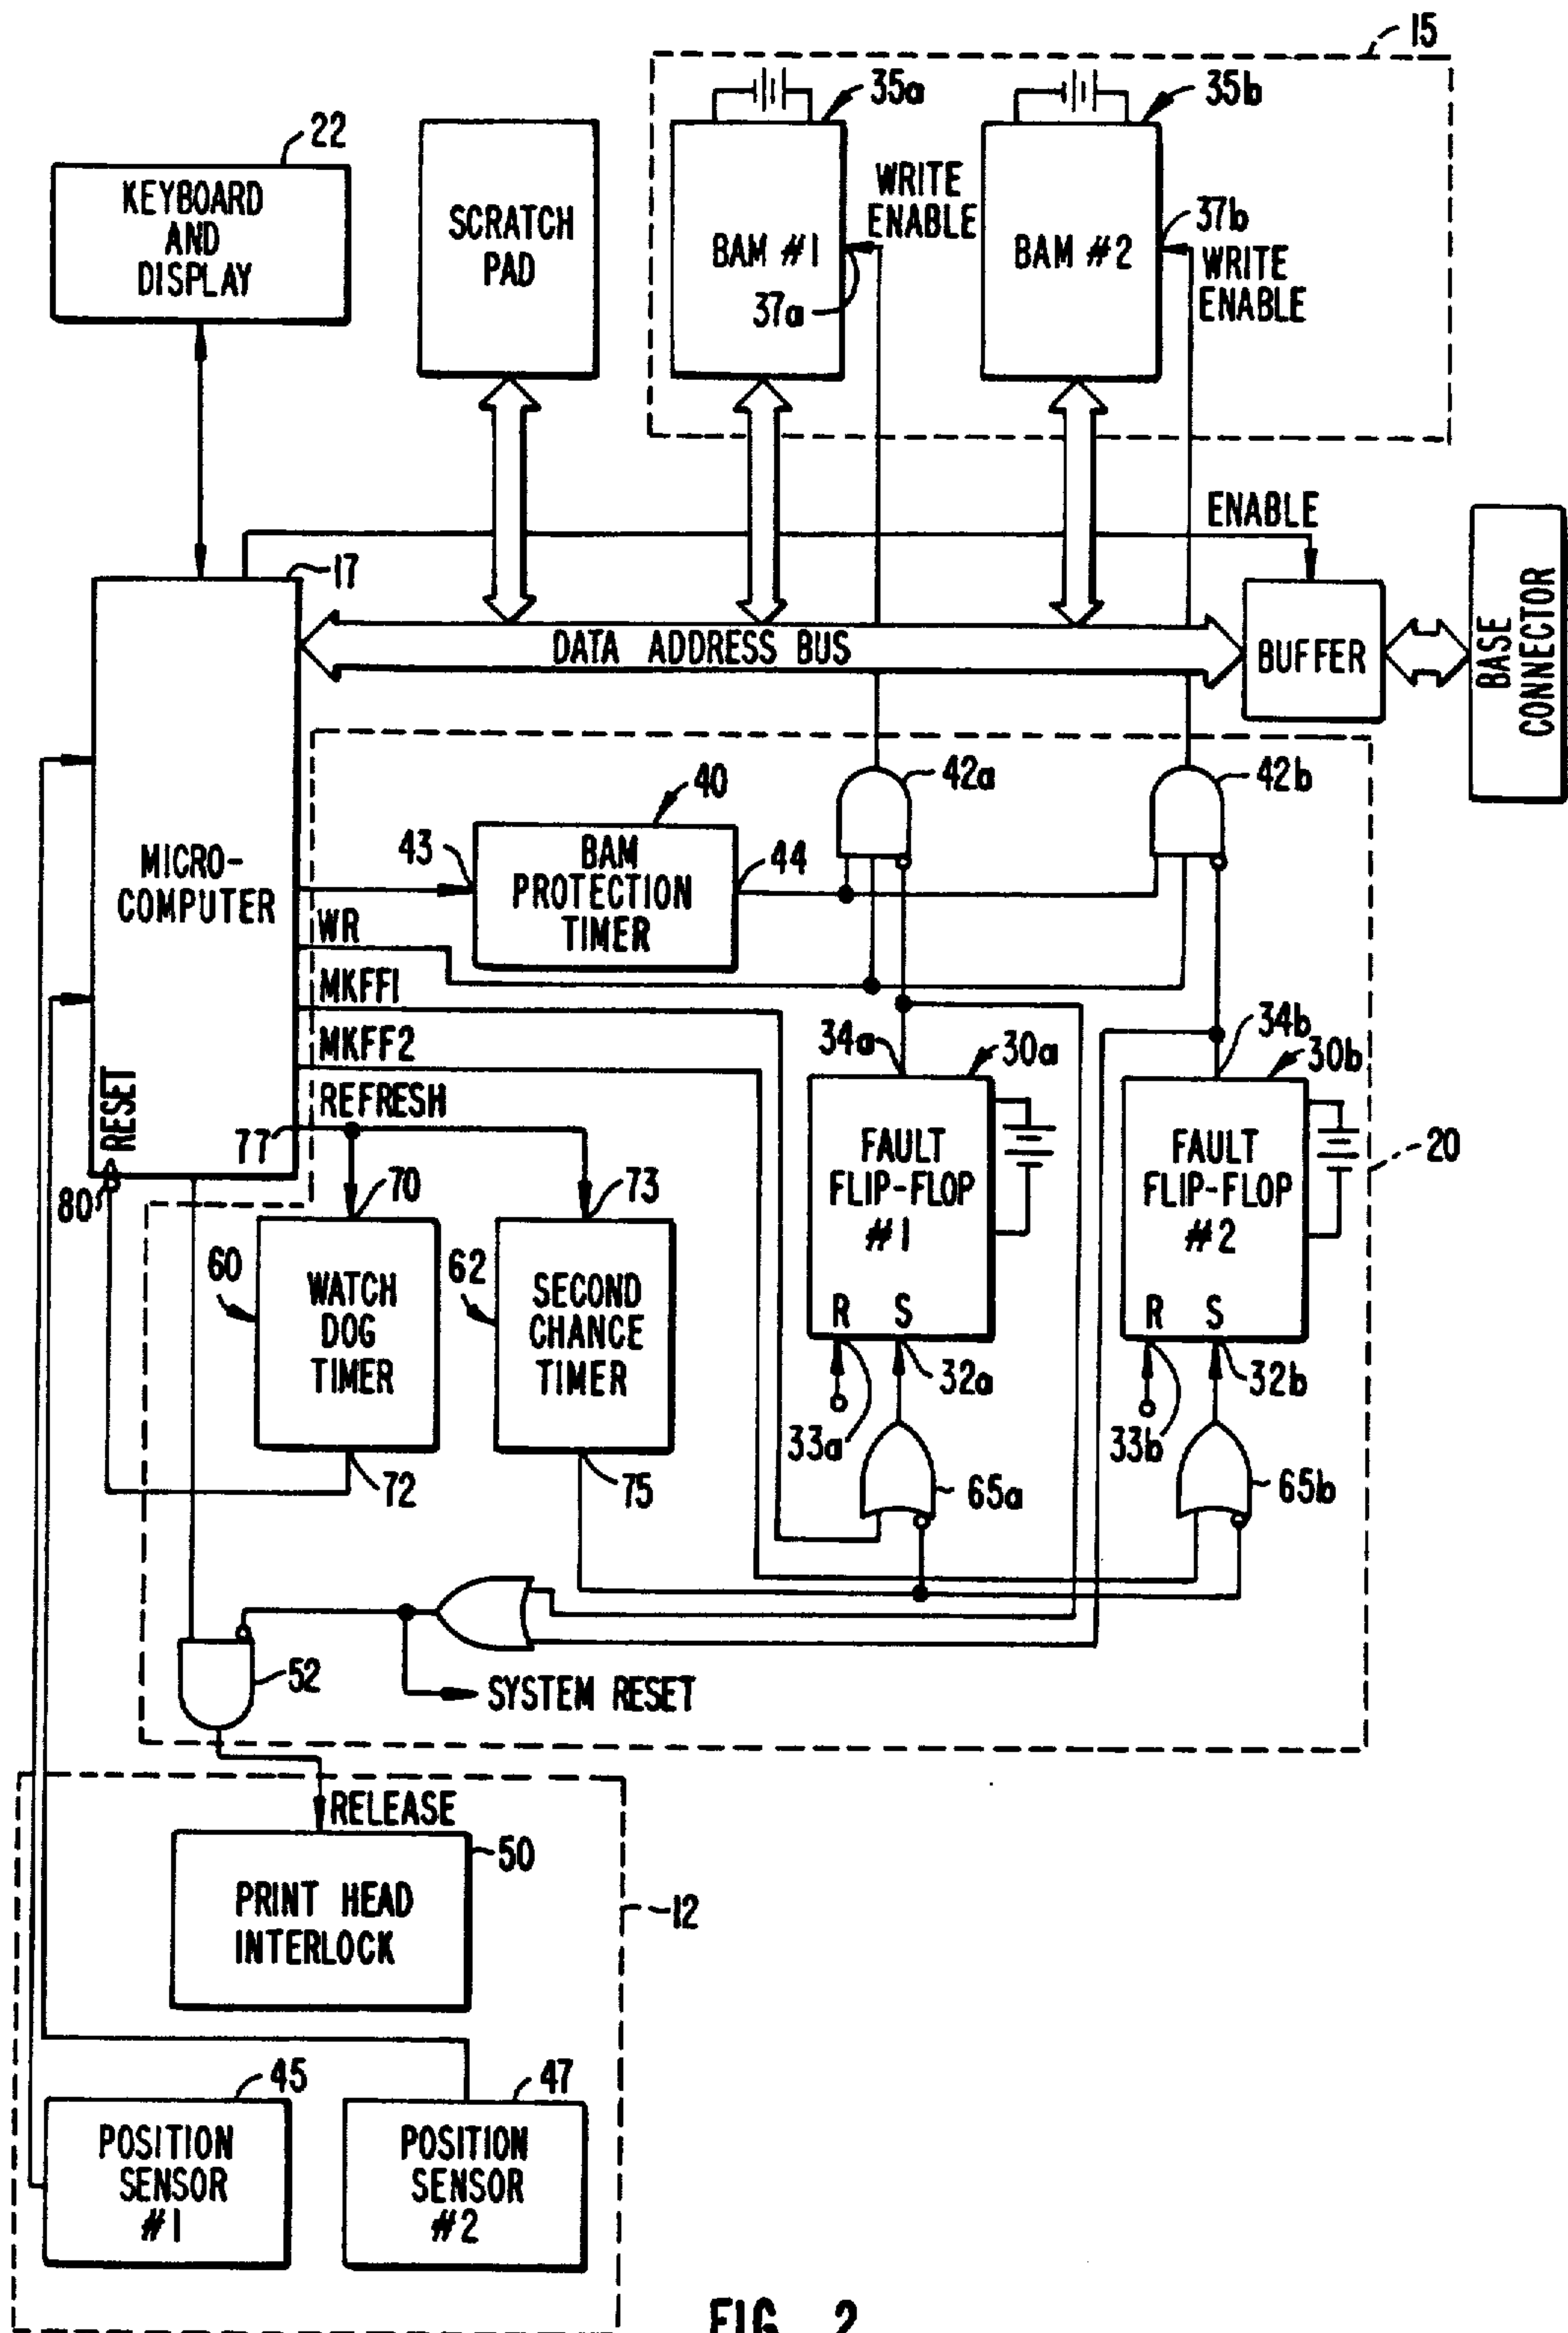 15
35a
35b
22
KEYBOARD
AND
DISPLAY
SCRATCH
PAD
BAM #1
WRITE
ENABLE
37a
BAM #2
37b
WRITE
ENABLE
ENABLE
17
DATA ADDRESS BUS
BUFFER
BASE
CONNECTOR
MICRO-
COMPUTER
40
42a
42b
43
BAM
PROTECTION
TIMER
44
WR
MKFF1
MKFF2
REFRESH
77
RESET
80
34a
30a
34b
30b
20
FAULT
FLIP-FLOP
#1
R S
FAULT
FLIP-FLOP
#2
R S
70
73
60
WATCH
DOG
TIMER
62
SECOND
CHANCE
TIMER
72
75
33a
32a
33b
32b
65a
65b
52
SYSTEM RESET
RELEASE
50
PRINT HEAD
INTERLOCK
12
45
POSITION
SENSOR
#1
47
POSITION
SENSOR
#2
FIG. 2